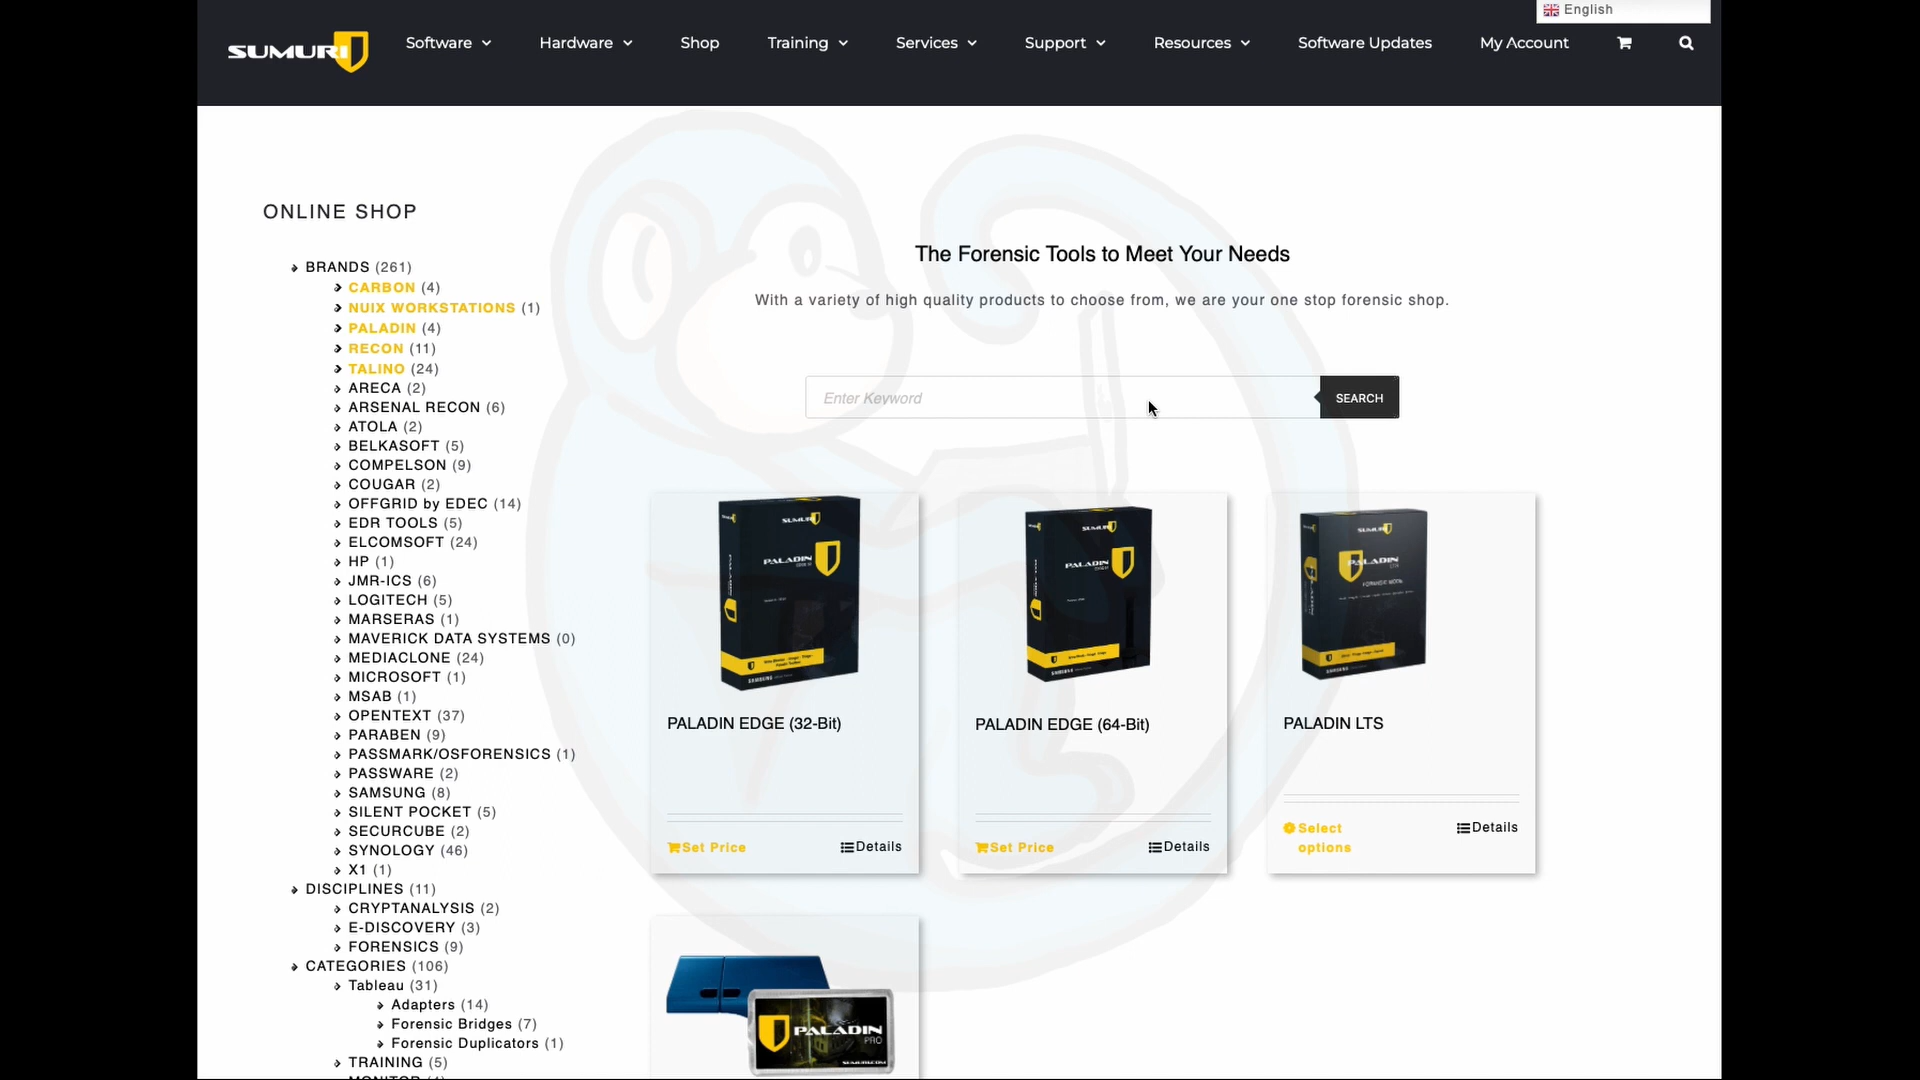 English
SUMURI
Software
Hardware
Shop
Training
Services
Support
Resources
Software Updates
My Account
ONLINE SHOP
BRANDS (261)
CARBON (4)
NUIX WORKSTATIONS (1)
PALADIN (4)
RECON (11)
TALINO (24)
ARECA (2)
ARSENAL RECON (6)
ATOLA (2)
BELKASOFT (5)
COMPELSON (9)
COUGAR (2)
OFFGRID by EDEC (14)
EDR TOOLS (5)
ELCOMSOFT (24)
HP (1)
JMR-ICS (6)
LOGITECH (5)
MARSERAS (1)
MAVERICK DATA SYSTEMS (0)
MEDIACLONE (24)
MICROSOFT (1)
MSAB (1)
OPENTEXT (37)
PARABEN (9)
PASSMARK/OSFORENSICS (1)
PASSWARE (2)
SAMSUNG (8)
SILENT POCKET (5)
SECURCUBE (2)
SYNOLOGY (46)
X1 (1)
DISCIPLINES (11)
CRYPTANALYSIS (2)
E-DISCOVERY (3)
FORENSICS (9)
CATEGORIES (106)
Tableau (31)
Adapters (14)
Forensic Bridges (7)
Forensic Duplicators (1)
TRAINING (5)
The Forensic Tools to Meet Your Needs
With a variety of high quality products to choose from, we are your one stop forensic shop.
Enter Keyword
SEARCH
SUMURI
PALADIN
PALADIN EDGE (32-Bit)
Set Price
Details
SUMURI
PALADIN
PALADIN EDGE (64-Bit)
Set Price
Details
SUMURI
PALADIN
PALADIN LTS
Select
options
Details
PALADIN
PRO
SUMURI.COM